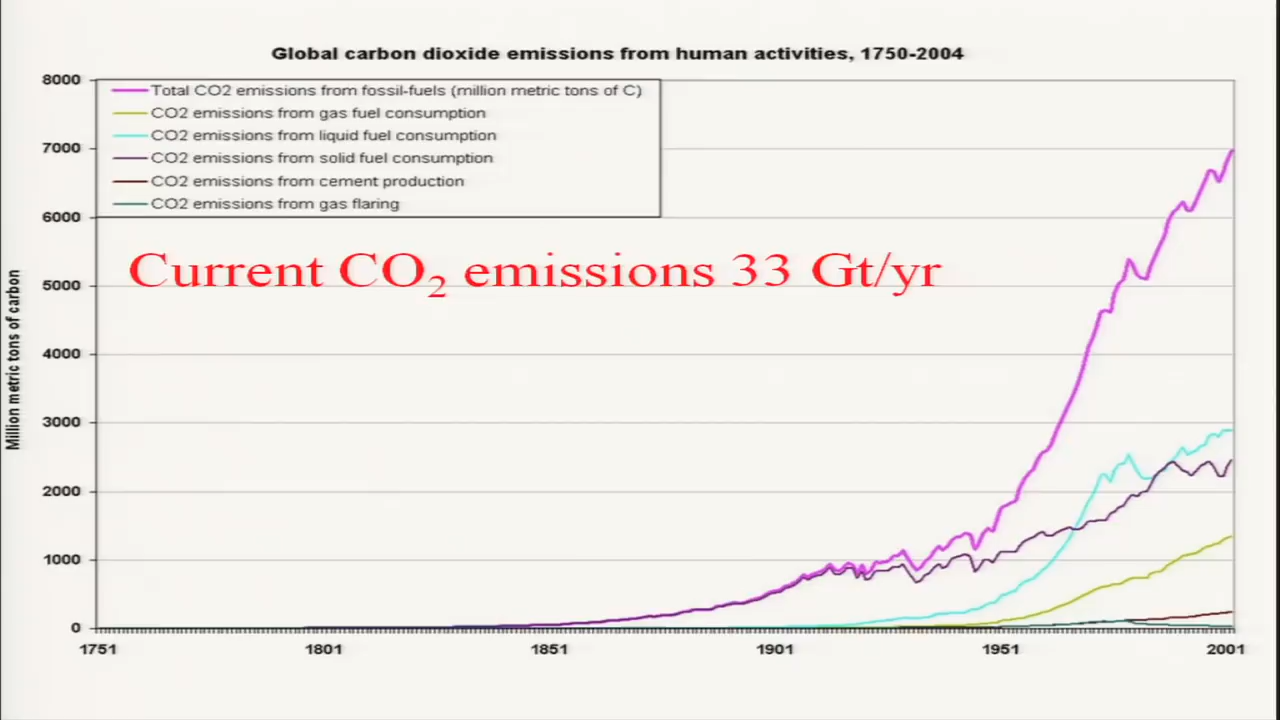 Global carbon dioxide emissions from human activities, 1750-2004
8000
7000
6000
5000
4000
3000
2000
1000
0
Million metric tons of carbon
Total CO2 emissions from fossil-fuels (million metric tons of C)
CO2 emissions from gas fuel consumption
CO2 emissions from liquid fuel consumption
CO2 emissions from solid fuel consumption
CO2 emissions from cement production
CO2 emissions from gas flaring
Current CO₂ emissions 33 Gt/yr
1751 1801 1851 1901 1951 2001